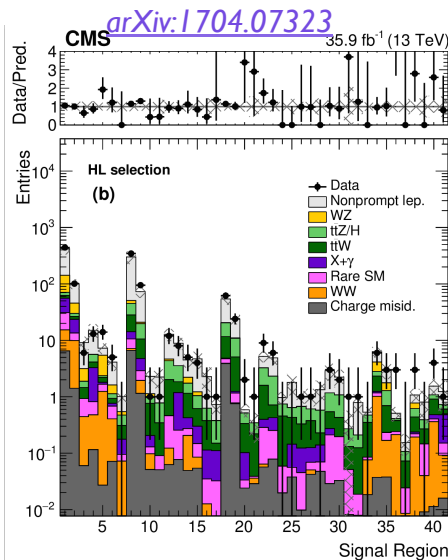 arXiv:1704.07323
CMS 35.9 fb⁻¹ (13 TeV)
Data/Pred.
4
3
2
1
0
Entries
10⁴
10³
10²
10
1
10⁻¹
10⁻²
HL selection
(b)
Data
Nonprompt lep.
WZ
ttZ/H
ttW
X+γ
Rare SM
WW
Charge misid.
5 10 15 20 25 30 35 40
Signal Region